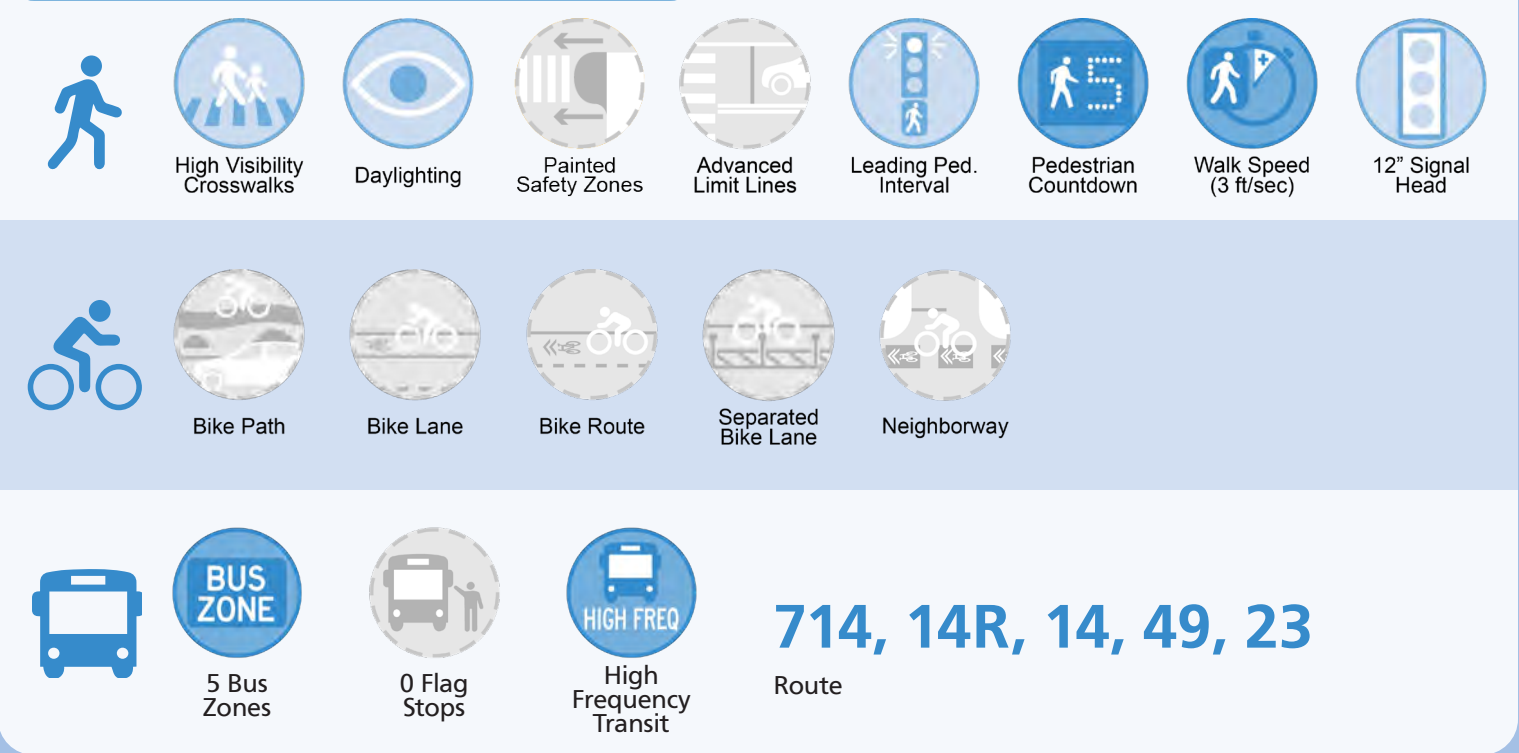 High Visibility
Crosswalks
Daylighting
Painted
Safety Zones
Advanced
Limit Lines
Leading Ped.
Interval
5
Pedestrian
Countdown
Walk Speed
(3 ft/sec)
12” Signal
Head
Bike Path
Bike Lane
Bike Route
Separated
Bike Lane
Neighborway
BUS
ZONE
5 Bus
Zones
0 Flag
Stops
HIGH FREQ
High
Frequency
Transit
714, 14R, 14, 49, 23
Route